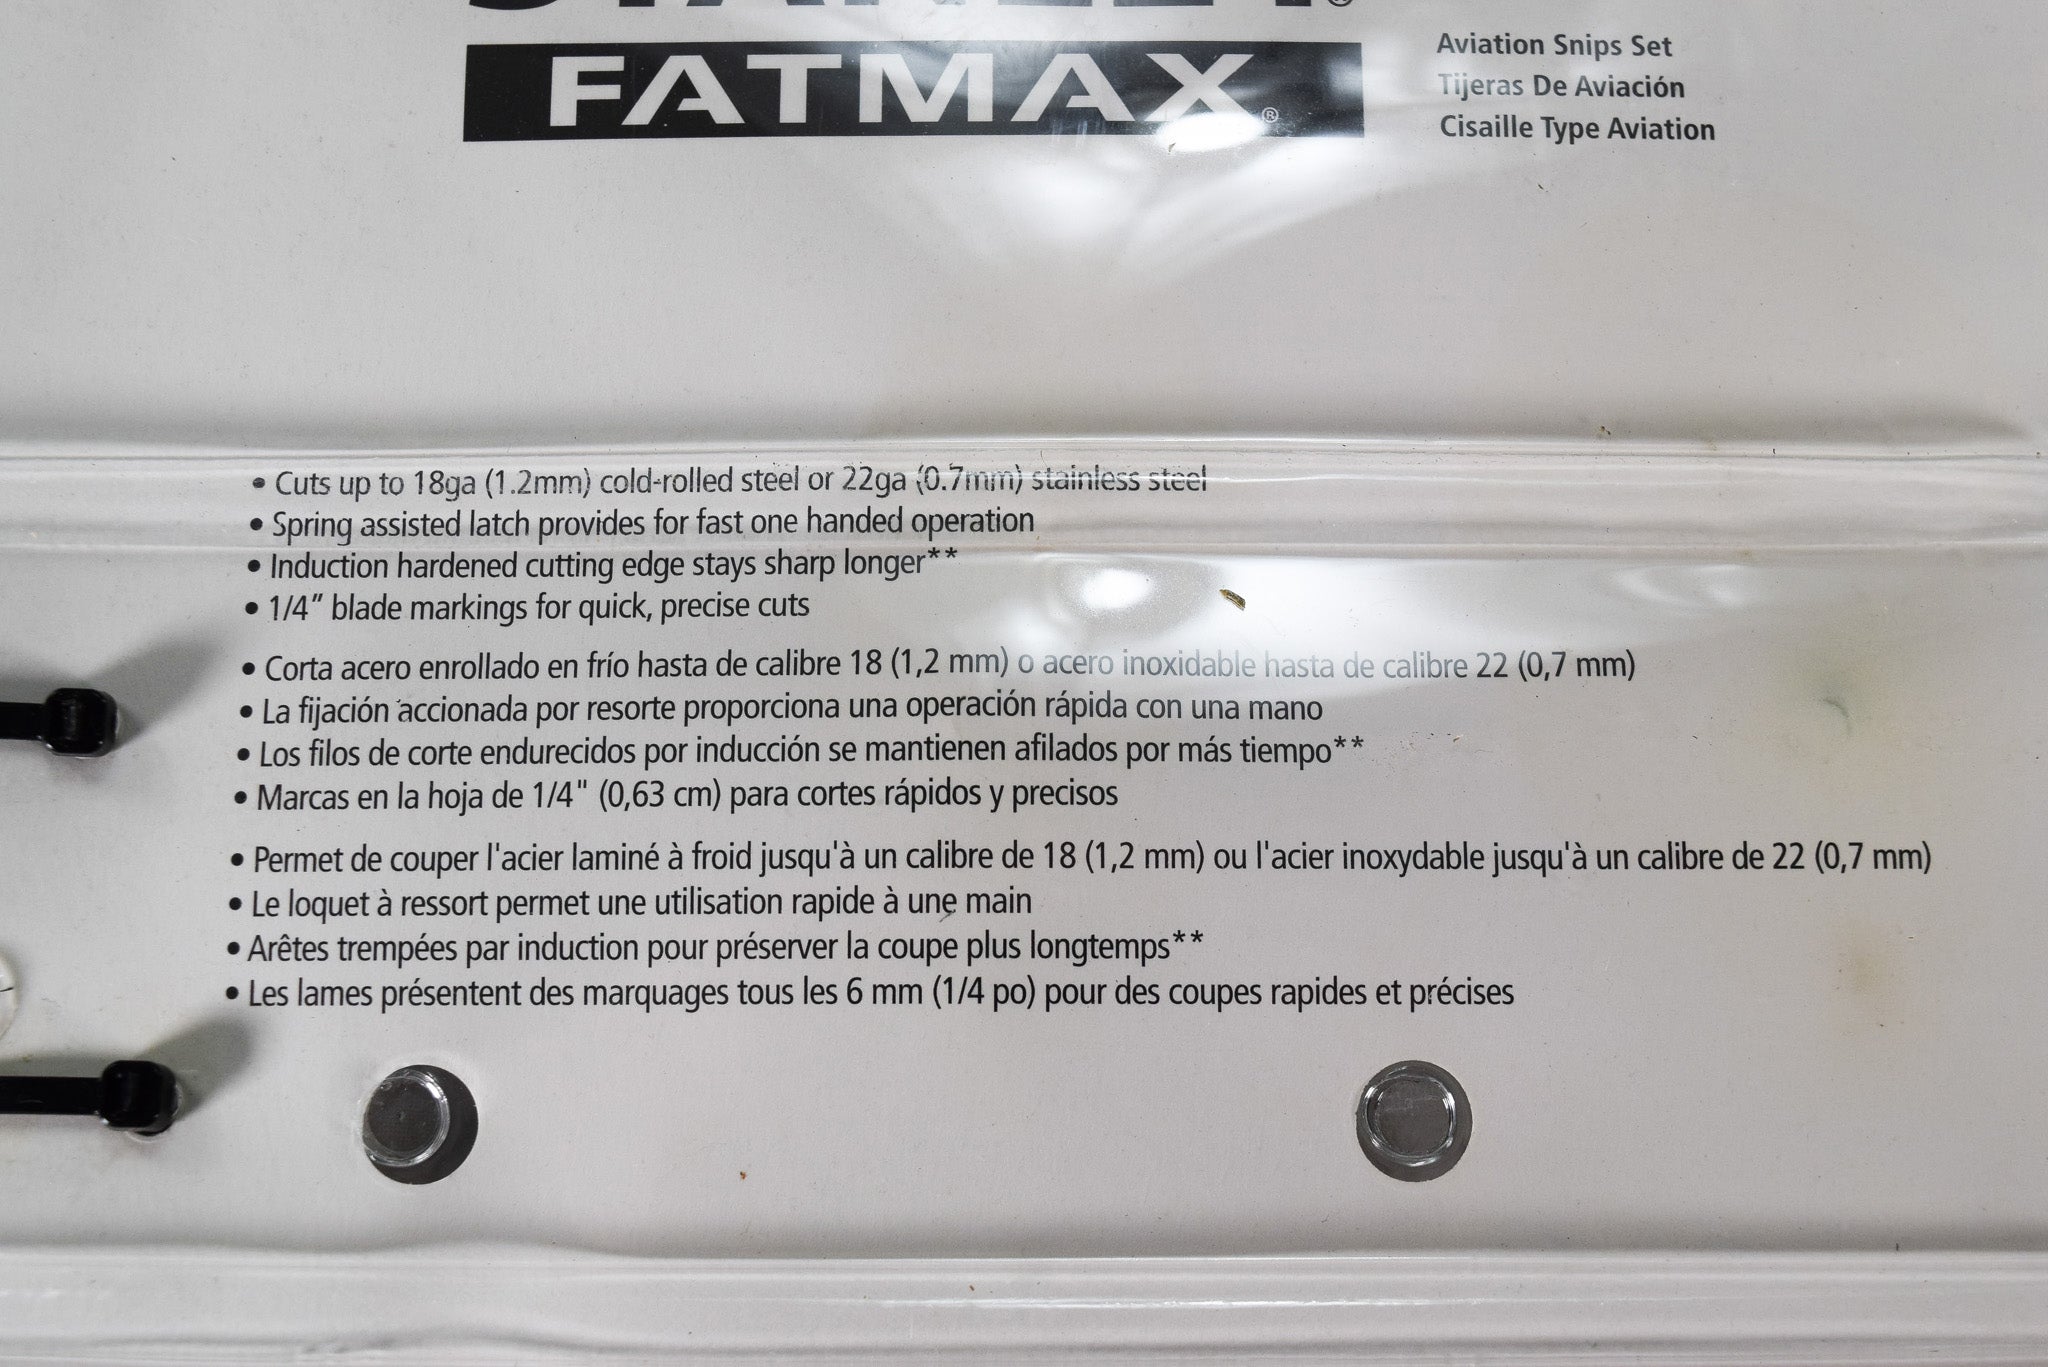 STANLEY®
FATMAX®
Aviation Snips Set
Tijeras De Aviación
Cisaille Type Aviation
• Cuts up to 18ga (1.2mm) cold-rolled steel or 22ga (0.7mm) stainless steel
• Spring assisted latch provides for fast one handed operation
• Induction hardened cutting edge stays sharp longer**
• 1/4” blade markings for quick, precise cuts
• Corta acero enrollado en frío hasta de calibre 18 (1,2 mm) o acero inoxidable hasta de calibre 22 (0,7 mm)
• La fijación accionada por resorte proporciona una operación rápida con una mano
• Los filos de corte endurecidos por inducción se mantienen afilados por más tiempo**
• Marcas en la hoja de 1/4" (0,63 cm) para cortes rápidos y precisos
• Permet de couper l'acier laminé à froid jusqu'à un calibre de 18 (1,2 mm) ou l'acier inoxydable jusqu'à un calibre de 22 (0,7 mm)
• Le loquet à ressort permet une utilisation rapide à une main
• Arêtes trempées par induction pour préserver la coupe plus longtemps**
• Les lames présentent des marquages tous les 6 mm (1/4 po) pour des coupes rapides et précises